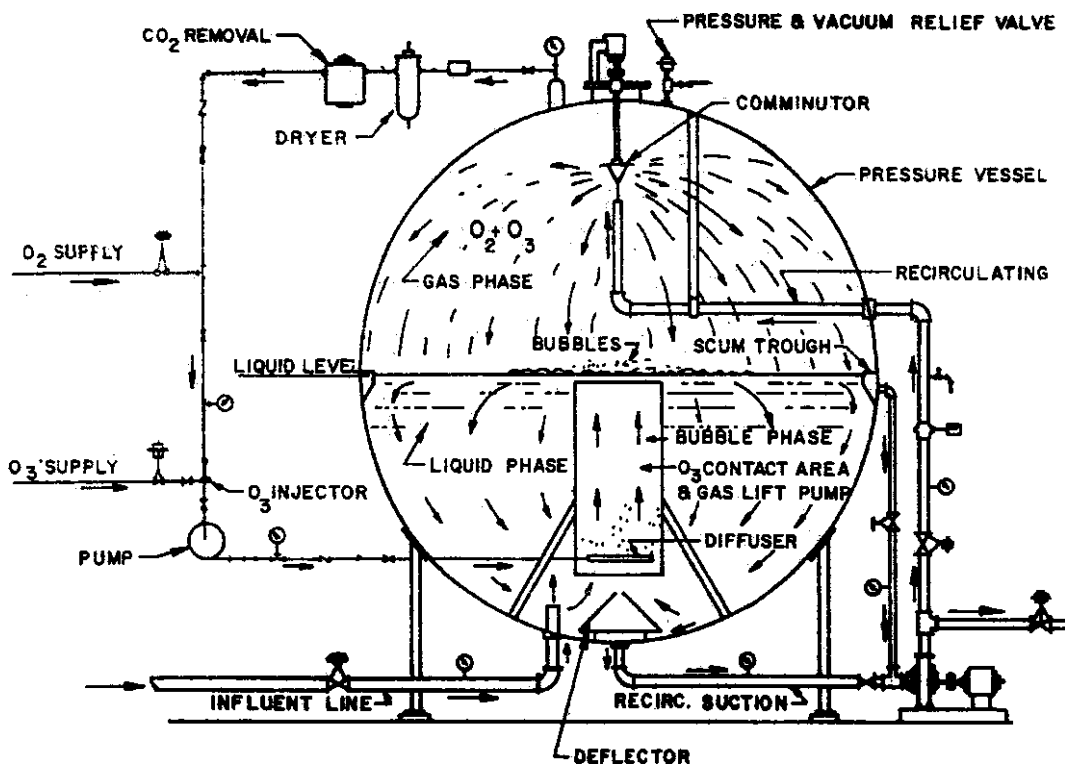 PRESSURE & VACUUM RELIEF VALVE
CO2 REMOVAL
COMMINUTOR
DRYER
PRESSURE VESSEL
O2 + O3
O2 SUPPLY
GAS PHASE
RECIRCULATING
BUBBLES
SCUM TROUGH
LIQUID LEVEL
BUBBLE PHASE
LIQUID PHASE
O3 CONTACT AREA
& GAS LIFT PUMP
O3 SUPPLY
O3 INJECTOR
DIFFUSER
PUMP
INFLUENT LINE
RECIRC. SUCTION
DEFLECTOR